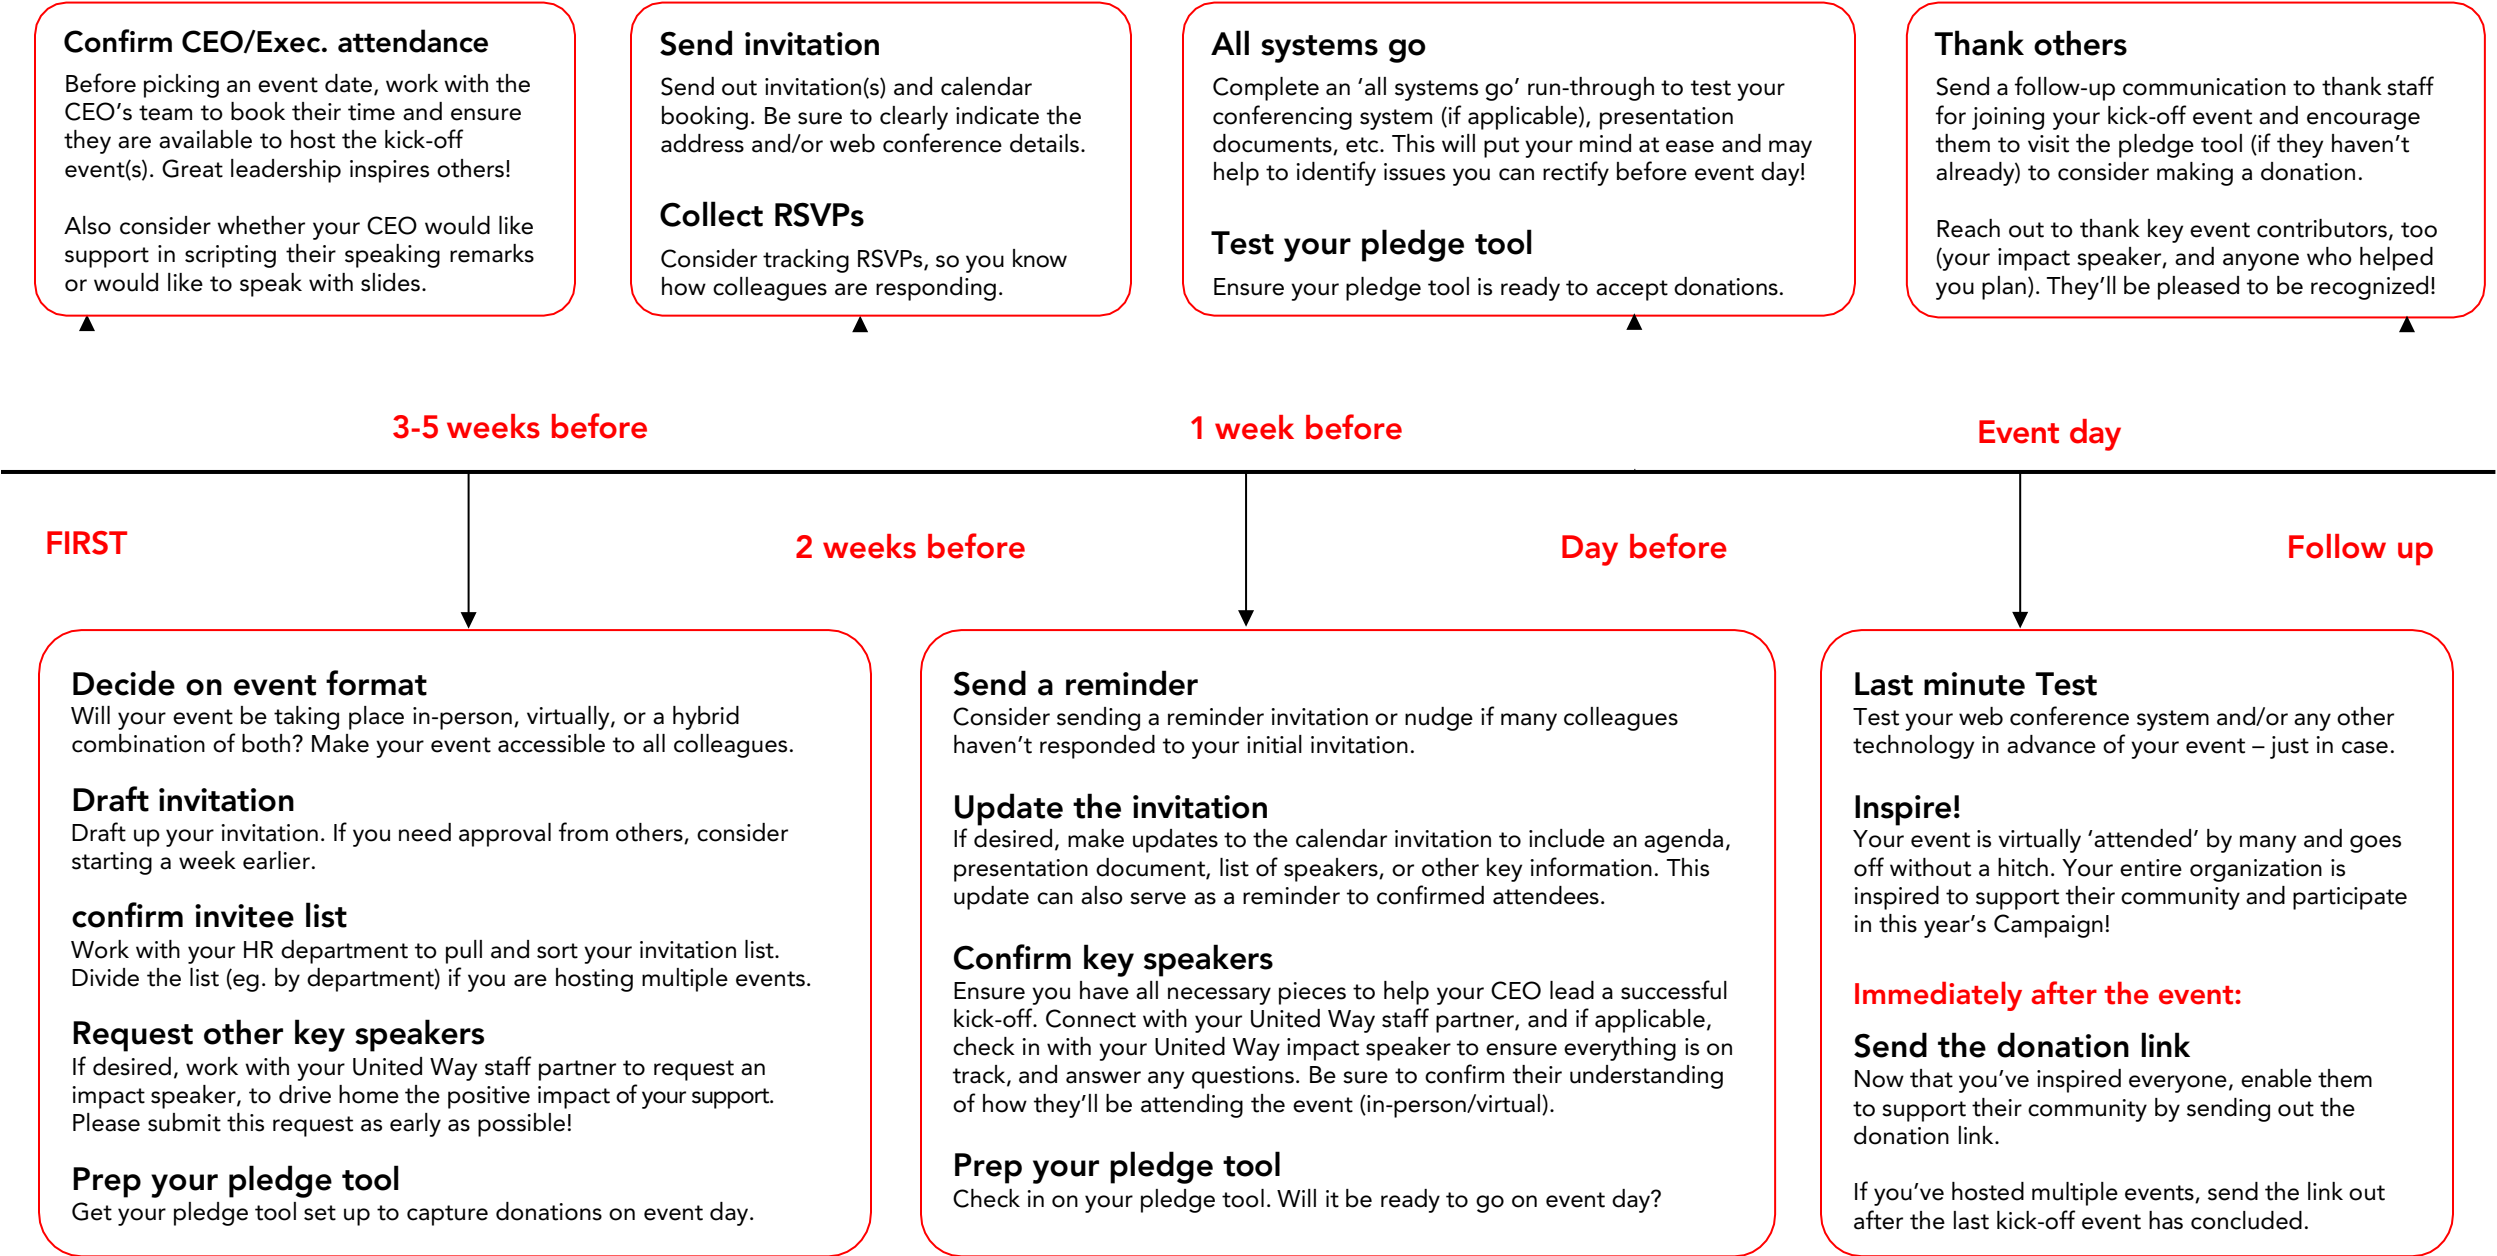 Confirm CEO/Exec. attendance
Before picking an event date, work with the
CEO’s team to book their time and ensure
they are available to host the kick-off
event(s). Great leadership inspires others!
Also consider whether your CEO would like
support in scripting their speaking remarks
or would like to speak with slides.
Send invitation
Send out invitation(s) and calendar
booking. Be sure to clearly indicate the
address and/or web conference details.
Collect RSVPs
Consider tracking RSVPs, so you know
how colleagues are responding.
All systems go
Complete an ‘all systems go’ run-through to test your
conferencing system (if applicable), presentation
documents, etc. This will put your mind at ease and may
help to identify issues you can rectify before event day!
Test your pledge tool
Ensure your pledge tool is ready to accept donations.
Thank others
Send a follow-up communication to thank staff
for joining your kick-off event and encourage
them to visit the pledge tool (if they haven’t
already) to consider making a donation.
Reach out to thank key event contributors, too
(your impact speaker, and anyone who helped
you plan). They’ll be pleased to be recognized!
3-5 weeks before
1 week before
Event day
FIRST
2 weeks before
Day before
Follow up
Decide on event format
Will your event be taking place in-person, virtually, or a hybrid
combination of both? Make your event accessible to all colleagues.
Draft invitation
Draft up your invitation. If you need approval from others, consider
starting a week earlier.
confirm invitee list
Work with your HR department to pull and sort your invitation list.
Divide the list (eg. by department) if you are hosting multiple events.
Request other key speakers
If desired, work with your United Way staff partner to request an
impact speaker, to drive home the positive impact of your support.
Please submit this request as early as possible!
Prep your pledge tool
Get your pledge tool set up to capture donations on event day.
Send a reminder
Consider sending a reminder invitation or nudge if many colleagues
haven’t responded to your initial invitation.
Update the invitation
If desired, make updates to the calendar invitation to include an agenda,
presentation document, list of speakers, or other key information. This
update can also serve as a reminder to confirmed attendees.
Confirm key speakers
Ensure you have all necessary pieces to help your CEO lead a successful
kick-off. Connect with your United Way staff partner, and if applicable,
check in with your United Way impact speaker to ensure everything is on
track, and answer any questions. Be sure to confirm their understanding
of how they’ll be attending the event (in-person/virtual).
Prep your pledge tool
Check in on your pledge tool. Will it be ready to go on event day?
Last minute Test
Test your web conference system and/or any other
technology in advance of your event – just in case.
Inspire!
Your event is virtually ‘attended’ by many and goes
off without a hitch. Your entire organization is
inspired to support their community and participate
in this year’s Campaign!
Immediately after the event:
Send the donation link
Now that you’ve inspired everyone, enable them
to support their community by sending out the
donation link.
If you’ve hosted multiple events, send the link out
after the last kick-off event has concluded.